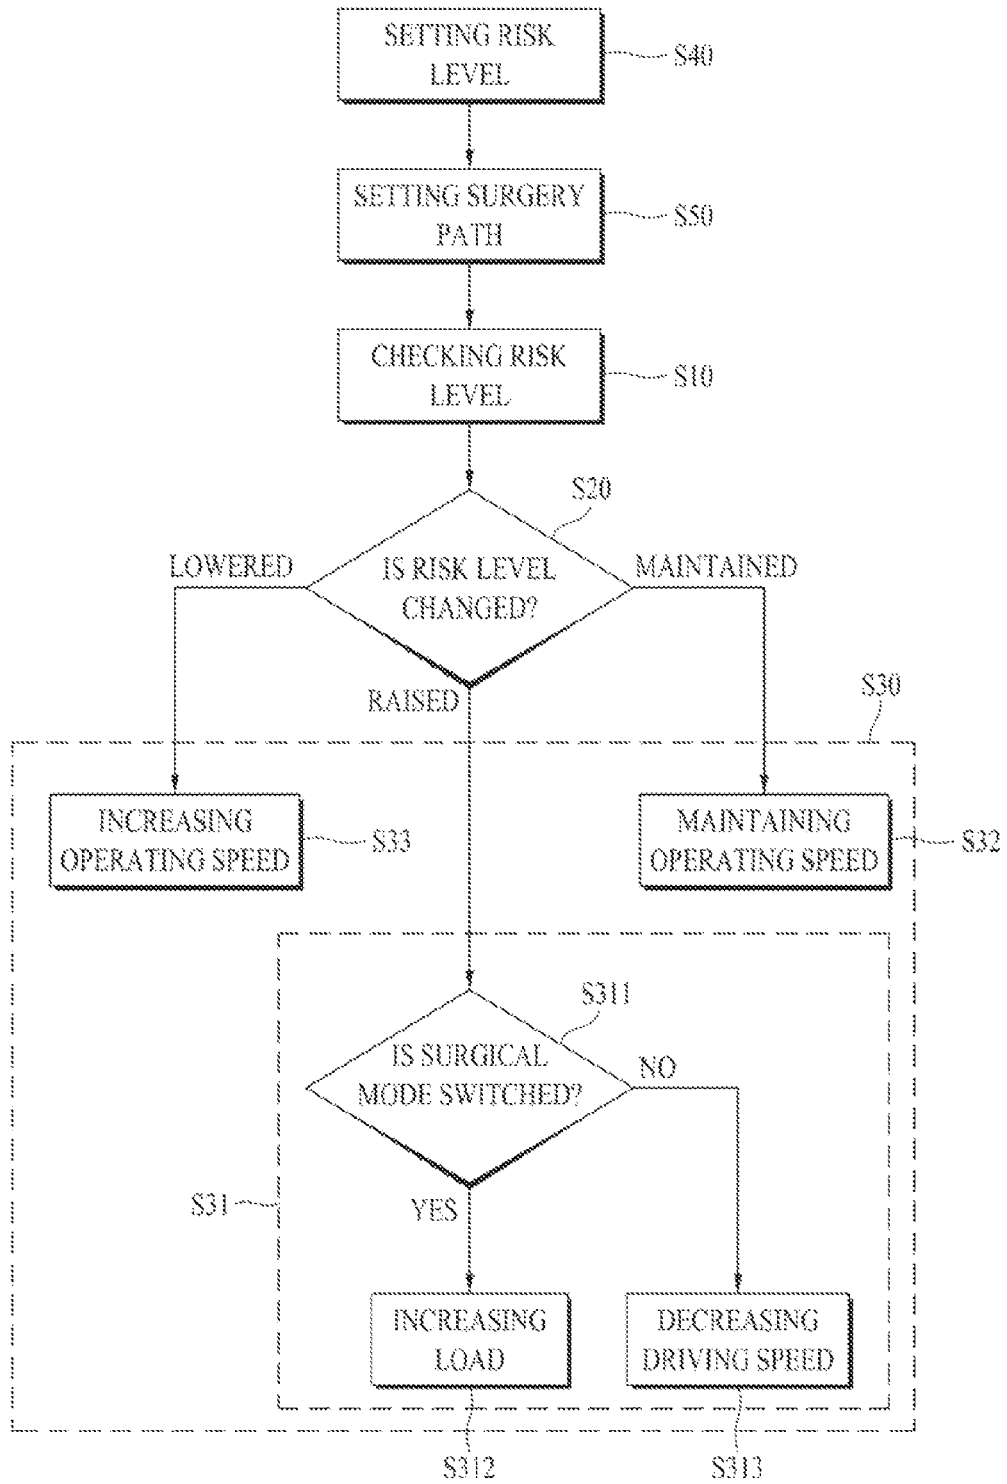 SETTING RISK
LEVEL
S40
SETTING SURGERY
PATH
S50
CHECKING RISK
LEVEL
S10
S20
LOWERED
IS RISK LEVEL
CHANGED?
MAINTAINED
RAISED
S30
INCREASING
OPERATING SPEED
S33
MAINTAINING
OPERATING SPEED
S32
S311
IS SURGICAL
MODE SWITCHED?
NO
S31
YES
INCREASING
LOAD
DECREASING
DRIVING SPEED
S312
S313